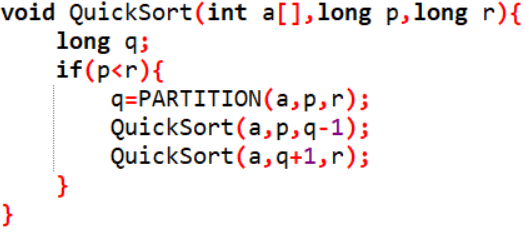 void QuickSort(int a[],long p,long r){
    long q;
    if(p<r){
        q=PARTITION(a,p,r);
        QuickSort(a,p,q-1);
        QuickSort(a,q+1,r);
    }
}